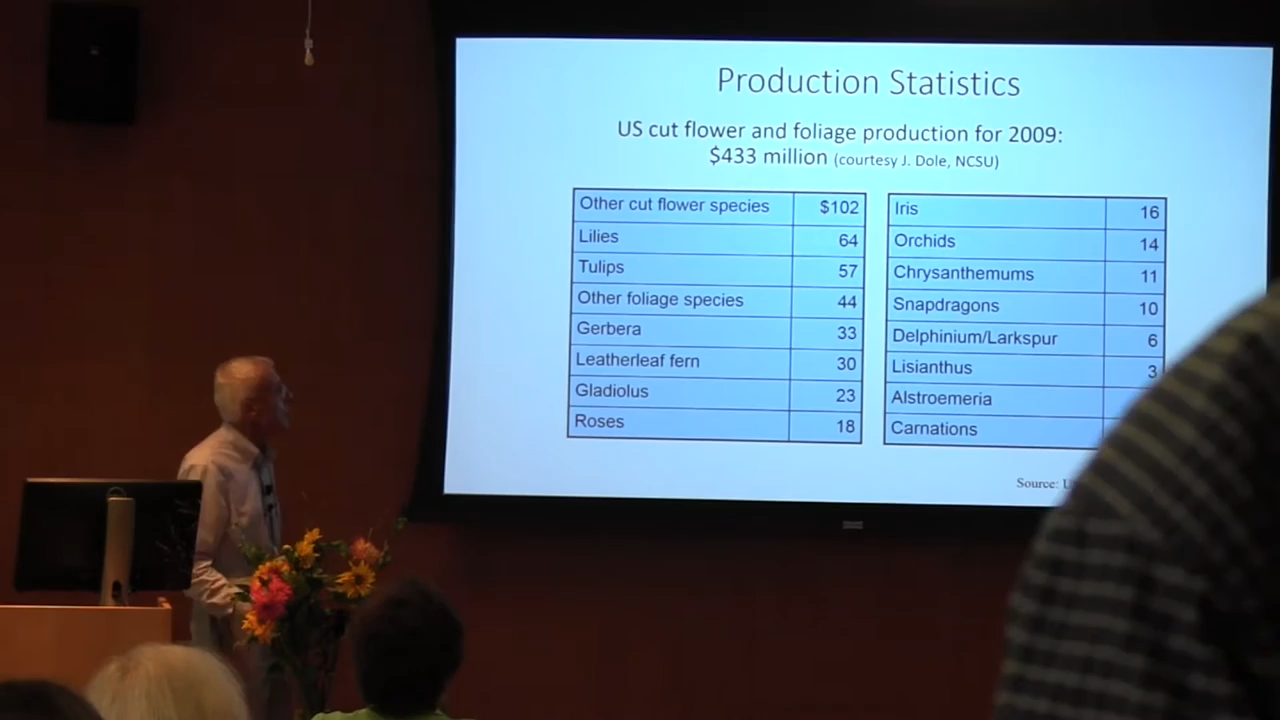 Production Statistics
US cut flower and foliage production for 2009:
$433 million (courtesy J. Dole, NCSU)
Other cut flower species $102
Lilies 64
Tulips 57
Other foliage species 44
Gerbera 33
Leatherleaf fern 30
Gladiolus 23
Roses 18
Iris 16
Orchids 14
Chrysanthemums 11
Snapdragons 10
Delphinium/Larkspur 6
Lisianthus 3
Alstroemeria
Carnations
Source: